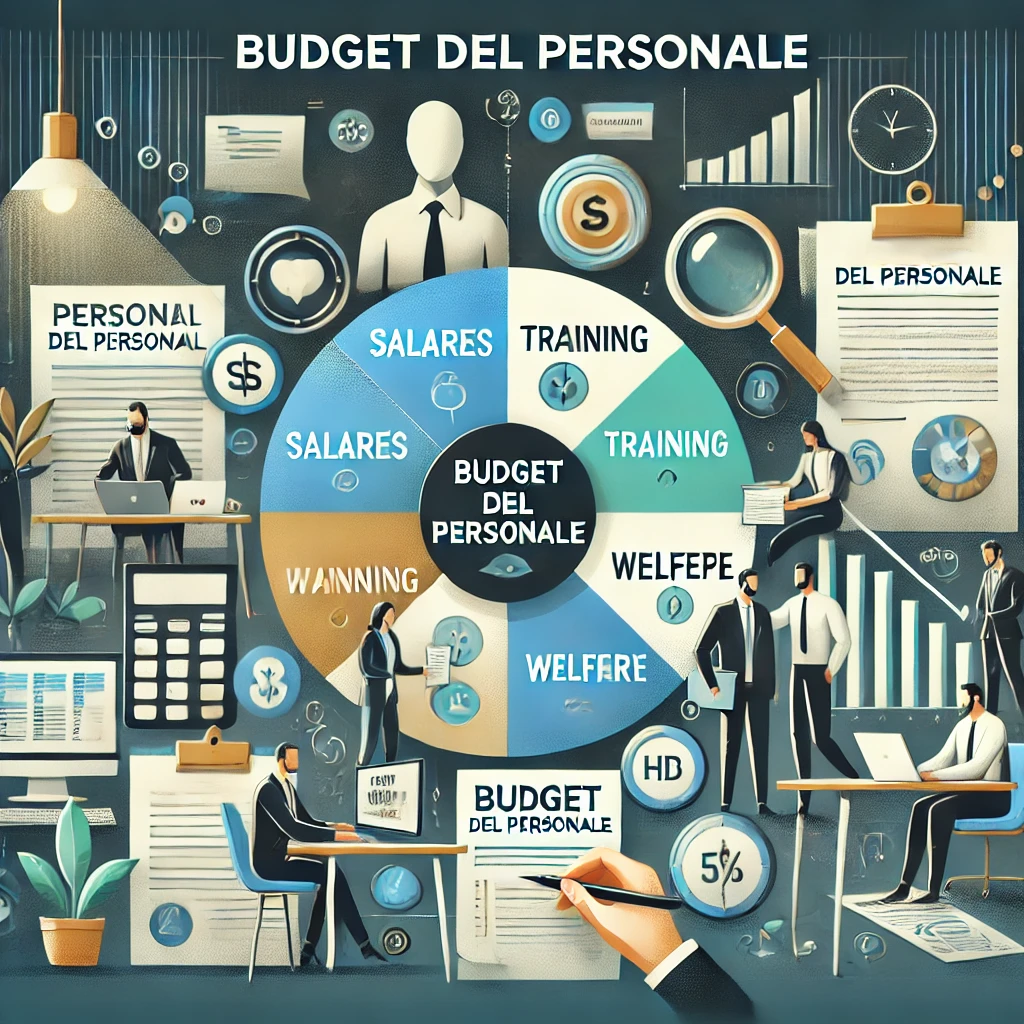 BUDGET DEL PERSONALE
$
PERSONAL
DEL PERSONAL
$
DEL PERSONALE
SALARES
TRAINING
SALARES
TRAINING
BUDGET
DEL
PERSONALE
WAINNING
WELFEPE
WELFERE
HD
BUDGET
DEL PERSONALE
5%